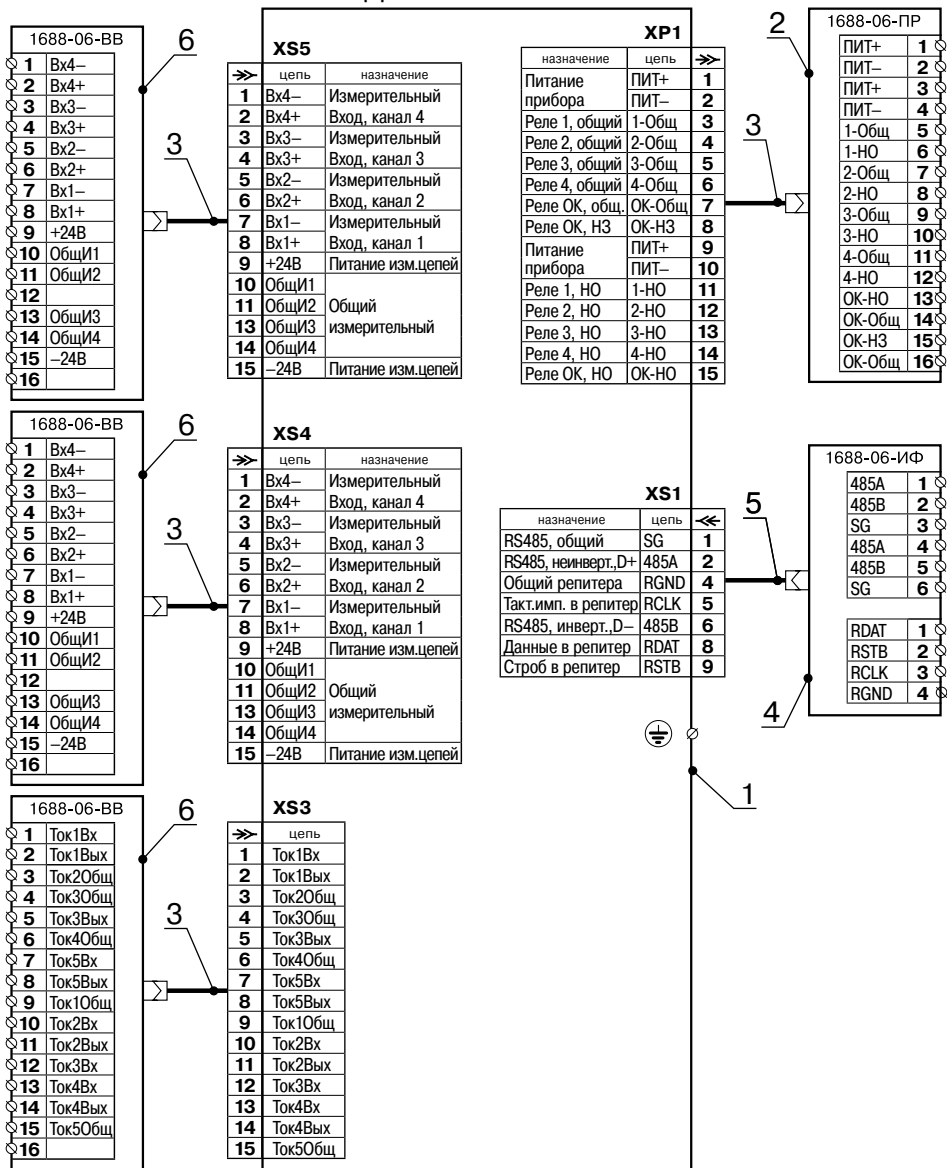 1688-06-ВВ
6
1 Вх4–
2 Вх4+
3 Вх3–
4 Вх3+
5 Вх2–
6 Вх2+
7 Вх1–
8 Вх1+
9 +24В
10 ОбщИ1
11 ОбщИ2
12
13 ОбщИ3
14 ОбщИ4
15 –24В
16
3
XS5
цепь назначение
1 Вх4– Измерительный
2 Вх4+ Вход, канал 4
3 Вх3– Измерительный
4 Вх3+ Вход, канал 3
5 Вх2– Измерительный
6 Вх2+ Вход, канал 2
7 Вх1– Измерительный
8 Вх1+ Вход, канал 1
9 +24В Питание изм.цепей
10 ОбщИ1
11 ОбщИ2 Общий
13 ОбщИ3 измерительный
14 ОбщИ4
15 –24В Питание изм.цепей
XP1
назначение цепь
Питание ПИТ+ 1
прибора ПИТ– 2
Реле 1, общий 1-Общ 3
Реле 2, общий 2-Общ 4
Реле 3, общий 3-Общ 5
Реле 4, общий 4-Общ 6
Реле ОК, общ. ОК-Общ 7
Реле ОК, НЗ ОК-НЗ 8
Питание ПИТ+ 9
прибора ПИТ– 10
Реле 1, НО 1-НО 11
Реле 2, НО 2-НО 12
Реле 3, НО 3-НО 13
Реле 4, НО 4-НО 14
Реле ОК, НО ОК-НО 15
3
2
1688-06-ПР
ПИТ+ 1
ПИТ– 2
ПИТ+ 3
ПИТ– 4
1-Общ 5
1-НО 6
2-Общ 7
2-НО 8
3-Общ 9
3-НО 10
4-Общ 11
4-НО 12
ОК-НО 13
ОК-Общ 14
ОК-НЗ 15
ОК-Общ 16
1688-06-ВВ
6
1 Вх4–
2 Вх4+
3 Вх3–
4 Вх3+
5 Вх2–
6 Вх2+
7 Вх1–
8 Вх1+
9 +24В
10 ОбщИ1
11 ОбщИ2
12
13 ОбщИ3
14 ОбщИ4
15 –24В
16
3
XS4
цепь назначение
1 Вх4– Измерительный
2 Вх4+ Вход, канал 4
3 Вх3– Измерительный
4 Вх3+ Вход, канал 3
5 Вх2– Измерительный
6 Вх2+ Вход, канал 2
7 Вх1– Измерительный
8 Вх1+ Вход, канал 1
9 +24В Питание изм.цепей
10 ОбщИ1
11 ОбщИ2 Общий
13 ОбщИ3 измерительный
14 ОбщИ4
15 –24В Питание изм.цепей
XS1
назначение цепь
RS485, общий SG 1
RS485, неинверт.,D+ 485A 2
Общий репитера RGND 4
Такт.имп. в репитер RCLK 5
RS485, инверт.,D– 485B 6
Данные в репитер RDAT 8
Строб в репитер RSTB 9
5
1688-06-ИФ
485A 1
485B 2
SG 3
485A 4
485B 5
SG 6
RDAT 1
RSTB 2
RCLK 3
RGND 4
4
1
1688-06-ВВ
6
1 Ток1Вх
2 Ток1Вых
3 Ток2Общ
4 Ток3Общ
5 Ток3Вых
6 Ток4Общ
7 Ток5Вх
8 Ток5Вых
9 Ток1Общ
10 Ток2Вх
11 Ток2Вых
12 Ток3Вх
13 Ток4Вх
14 Ток4Вых
15 Ток5Общ
16
3
XS3
цепь
1 Ток1Вх
2 Ток1Вых
3 Ток2Общ
4 Ток3Общ
5 Ток3Вых
6 Ток4Общ
7 Ток5Вх
8 Ток5Вых
9 Ток1Общ
10 Ток2Вх
11 Ток2Вых
12 Ток3Вх
13 Ток4Вх
14 Ток4Вых
15 Ток5Общ